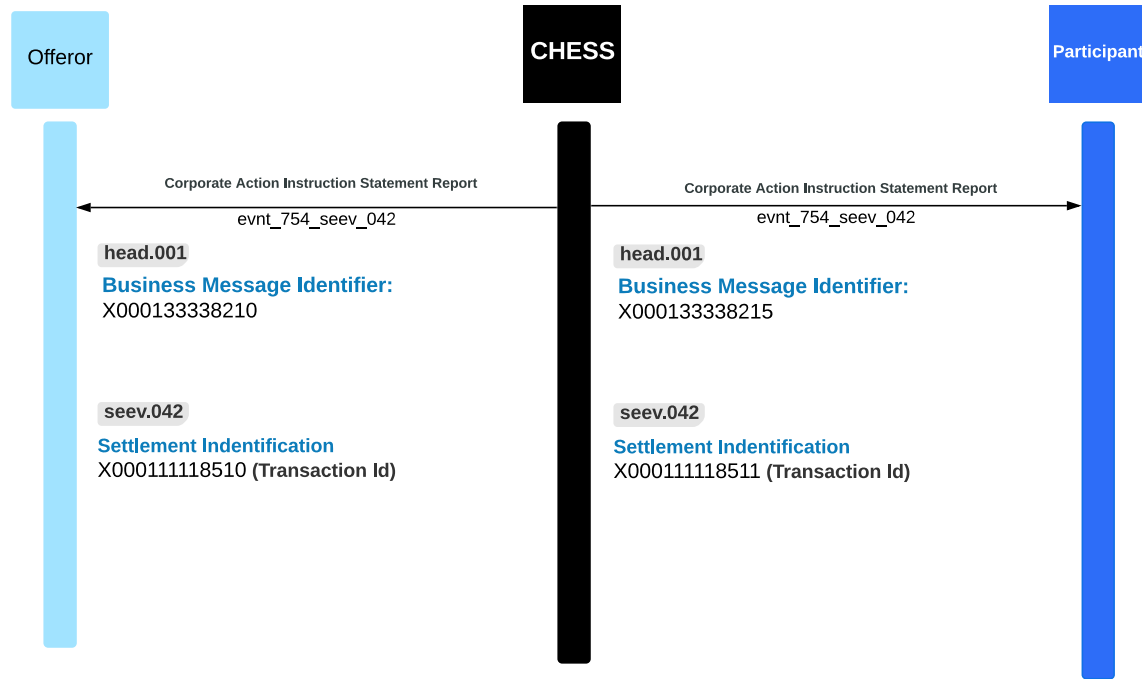 Offeror
CHESS
Participant
Corporate Action Instruction Statement Report
evnt_754_seev_042
head.001
Business Message Identifier:
X000133338210
seev.042
Settlement Indentification
X000111118510 (Transaction Id)
Corporate Action Instruction Statement Report
evnt_754_seev_042
head.001
Business Message Identifier:
X000133338215
seev.042
Settlement Indentification
X000111118511 (Transaction Id)